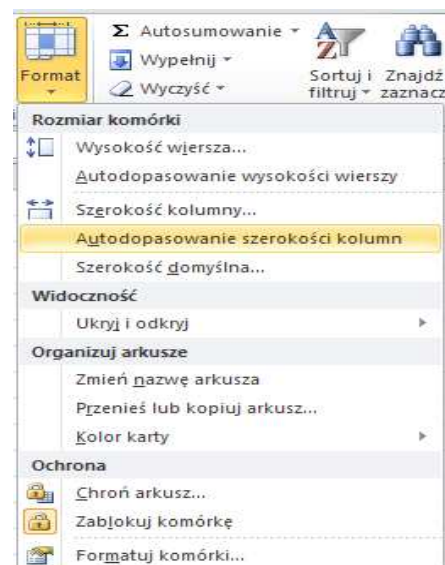 Format
Σ Autosumowanie
Wypełnij
Wyczyść
Sortuj i filtruj
Znajdź zaznacz
Rozmiar komórki
Wysokość wiersza...
Autodopasowanie wysokości wierszy
Szerokość kolumny...
Autodopasowanie szerokości kolumn
Szerokość domyślna...
Widoczność
Ukryj i odkryj
Organizuj arkusze
Zmień nazwę arkusza
Przenieś lub kopiuj arkusz...
Kolor karty
Ochrona
Chroń arkusz...
Zablokuj komórkę
Formatuj komórki...